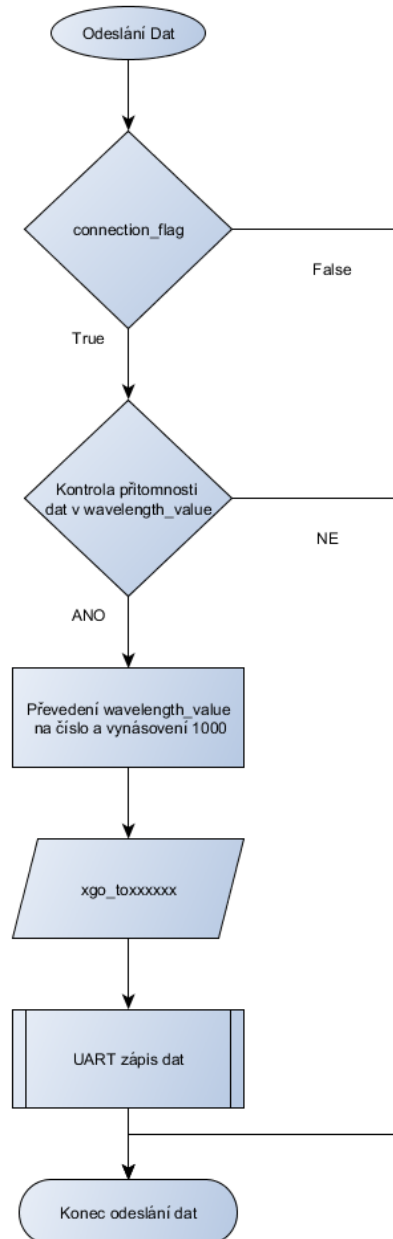 Odeslání Dat
connection_flag
False
True
Kontrola přitomnosti
dat v wavelength_value
NE
ANO
Převedení wavelength_value
na číslo a vynásovení 1000
xgo_toxxxxxx
UART zápis dat
Konec odeslání dat